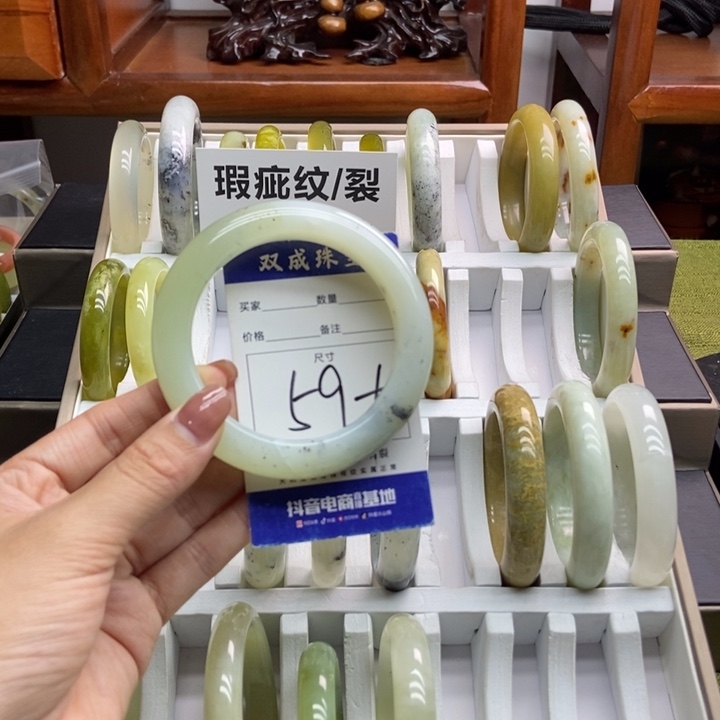 瑕疵纹/裂
双成珠
买家 数量
价格 备注
尺寸
59+
抖音电商 基地